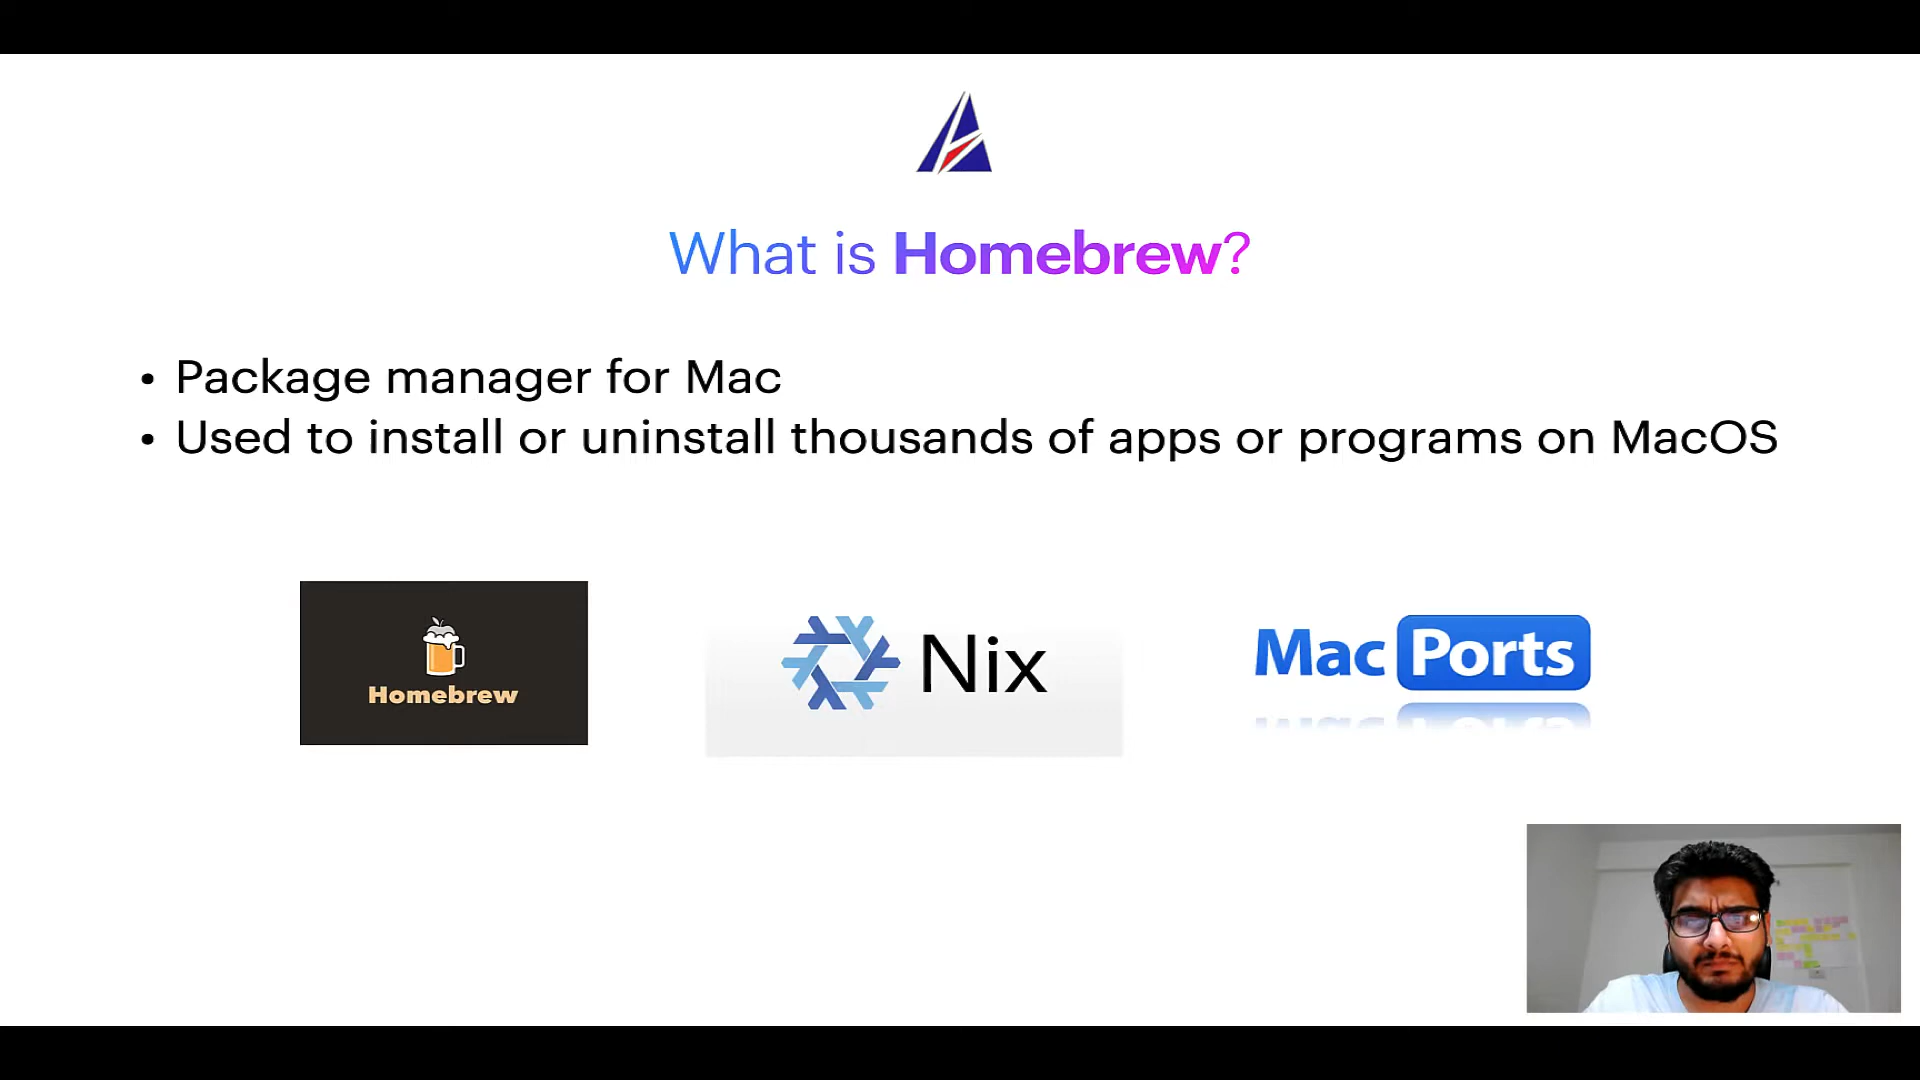 What is Homebrew?
• Package manager for Mac
• Used to install or uninstall thousands of apps or programs on MacOS
Homebrew
Nix
Mac Ports